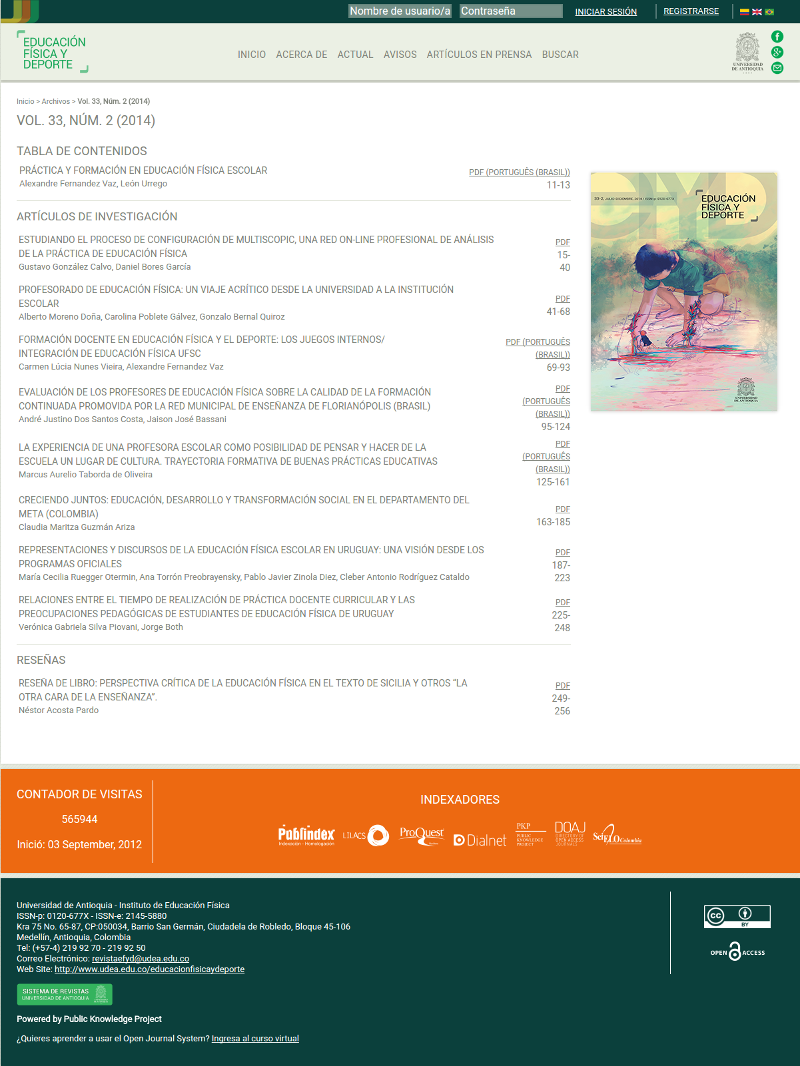 Nombre de usuario/a
Contraseña
INICIAR SESIÓN
REGISTRARSE
EDUCACIÓN
FÍSICA Y
DEPORTE
INICIO
ACERCA DE
ACTUAL
AVISOS
ARTÍCULOS EN PRENSA
BUSCAR
UNIVERSIDAD
DE ANTIOQUIA
Inicio > Archivos > Vol. 33, Núm. 2 (2014)
VOL. 33, NÚM. 2 (2014)
TABLA DE CONTENIDOS
PRÁCTICA Y FORMACIÓN EN EDUCACIÓN FÍSICA ESCOLAR
PDF (PORTUGUÊS (BRASIL))
Alexandre Fernandez Vaz, León Urrego
11-13
ARTÍCULOS DE INVESTIGACIÓN
ESTUDIANDO EL PROCESO DE CONFIGURACIÓN DE MULTISCOPIC, UNA RED ON-LINE PROFESIONAL DE ANÁLISIS
DE LA PRÁCTICA DE EDUCACIÓN FÍSICA
Gustavo González Calvo, Daniel Bores García
PDF
15-
40
PROFESORADO DE EDUCACIÓN FÍSICA: UN VIAJE ACRÍTICO DESDE LA UNIVERSIDAD A LA INSTITUCIÓN
ESCOLAR
Alberto Moreno Doña, Carolina Poblete Gálvez, Gonzalo Bernal Quiroz
PDF
41-68
FORMACIÓN DOCENTE EN EDUCACIÓN FÍSICA Y EL DEPORTE: LOS JUEGOS INTERNOS/
INTEGRACIÓN DE EDUCACIÓN FÍSICA UFSC
Carmen Lúcia Nunes Vieira, Alexandre Fernandez Vaz
PDF (PORTUGUÊS
(BRASIL))
69-93
EVALUACIÓN DE LOS PROFESORES DE EDUCACIÓN FÍSICA SOBRE LA CALIDAD DE LA FORMACIÓN
CONTINUADA PROMOVIDA POR LA RED MUNICIPAL DE ENSEÑANZA DE FLORIANÓPOLIS (BRASIL)
André Justino Dos Santos Costa, Jaison José Bassani
PDF
(PORTUGUÊS
(BRASIL))
95-124
LA EXPERIENCIA DE UNA PROFESORA ESCOLAR COMO POSIBILIDAD DE PENSAR Y HACER DE LA
ESCUELA UN LUGAR DE CULTURA. TRAYECTORIA FORMATIVA DE BUENAS PRÁCTICAS EDUCATIVAS
Marcus Aurelio Taborda de Oliveira
PDF
(PORTUGUÊS
(BRASIL))
125-161
CRECIENDO JUNTOS: EDUCACIÓN, DESARROLLO Y TRANSFORMACIÓN SOCIAL EN EL DEPARTAMENTO DEL
META (COLOMBIA)
Claudia Maritza Guzmán Ariza
PDF
163-185
REPRESENTACIONES Y DISCURSOS DE LA EDUCACIÓN FÍSICA ESCOLAR EN URUGUAY: UNA VISIÓN DESDE LOS
PROGRAMAS OFICIALES
María Cecilia Ruegger Otermin, Ana Torrón Preobrayensky, Pablo Javier Zinola Diez, Cleber Antonio Rodríguez Cataldo
PDF
187-
223
RELACIONES ENTRE EL TIEMPO DE REALIZACIÓN DE PRÁCTICA DOCENTE CURRICULAR Y LAS
PREOCUPACIONES PEDAGÓGICAS DE ESTUDIANTES DE EDUCACIÓN FÍSICA DE URUGUAY
Verónica Gabriela Silva Piovani, Jorge Both
PDF
225-
248
RESEÑAS
RESEÑA DE LIBRO: PERSPECTIVA CRÍTICA DE LA EDUCACIÓN FÍSICA EN EL TEXTO DE SICILIA Y OTROS “LA
OTRA CARA DE LA ENSEÑANZA”.
Néstor Acosta Pardo
PDF
249-
256
EDUCACIÓN
FÍSICA Y
DEPORTE
CONTADOR DE VISITAS
565944
Inició: 03 September, 2012
INDEXADORES
Publindex
Indexación - Homologación
LILACS
ProQuest
Dialnet
PKP
PUBLIC
KNOWLEDGE
PROJECT
DOAJ
DIRECTORY OF
OPEN ACCESS
JOURNALS
SciELO Colombia
Universidad de Antioquia - Instituto de Educación Física
ISSN-p: 0120-677X - ISSN-e: 2145-5880
Kra 75 No. 65-87, CP:050034, Barrio San Germán, Ciudadela de Robledo, Bloque 45-106
Medellín, Antioquia, Colombia
Tel: (+57-4) 219 92 70 - 219 92 50
Correo Electrónico: revistaefyd@udea.edu.co
Web Site: http://www.udea.edu.co/educacionfisicaydeporte
SISTEMA DE REVISTAS
UNIVERSIDAD DE ANTIOQUIA
Powered by Public Knowledge Project
¿Quieres aprender a usar el Open Journal System? Ingresa al curso virtual
CC
BY
OPEN ACCESS